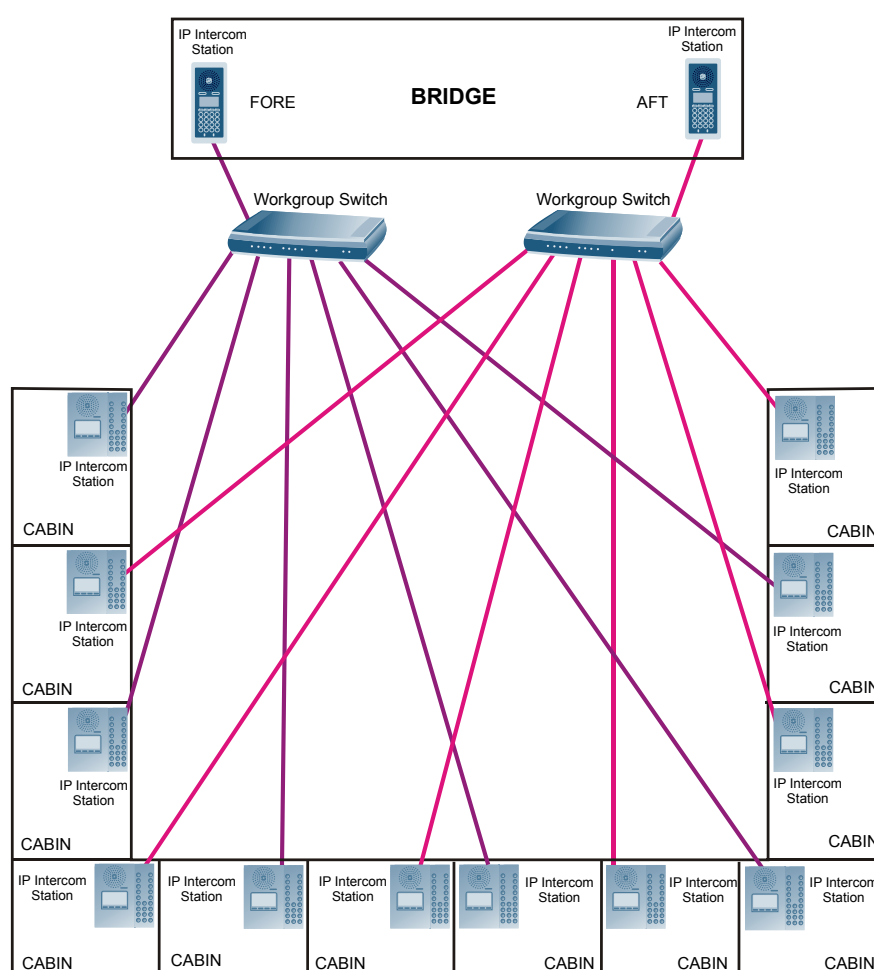 IP Intercom
Station
FORE
BRIDGE
AFT
IP Intercom
Station
Workgroup Switch
Workgroup Switch
IP Intercom
Station
CABIN
IP Intercom
Station
CABIN
IP Intercom
Station
CABIN
IP Intercom
Station
CABIN
IP Intercom
Station
CABIN
IP Intercom
Station
CABIN
IP Intercom
Station
CABIN
IP Intercom
Station
CABIN
IP Intercom
Station
CABIN
IP Intercom
Station
CABIN
IP Intercom
Station
CABIN
IP Intercom
Station
CABIN